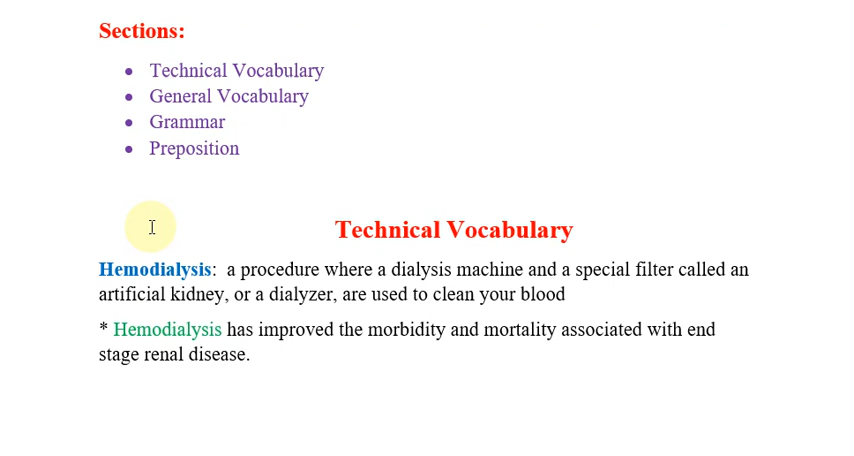 Sections:
• Technical Vocabulary
• General Vocabulary
• Grammar
• Preposition
Technical Vocabulary
Hemodialysis: a procedure where a dialysis machine and a special filter called an
artificial kidney, or a dialyzer, are used to clean your blood
* Hemodialysis has improved the morbidity and mortality associated with end
stage renal disease.